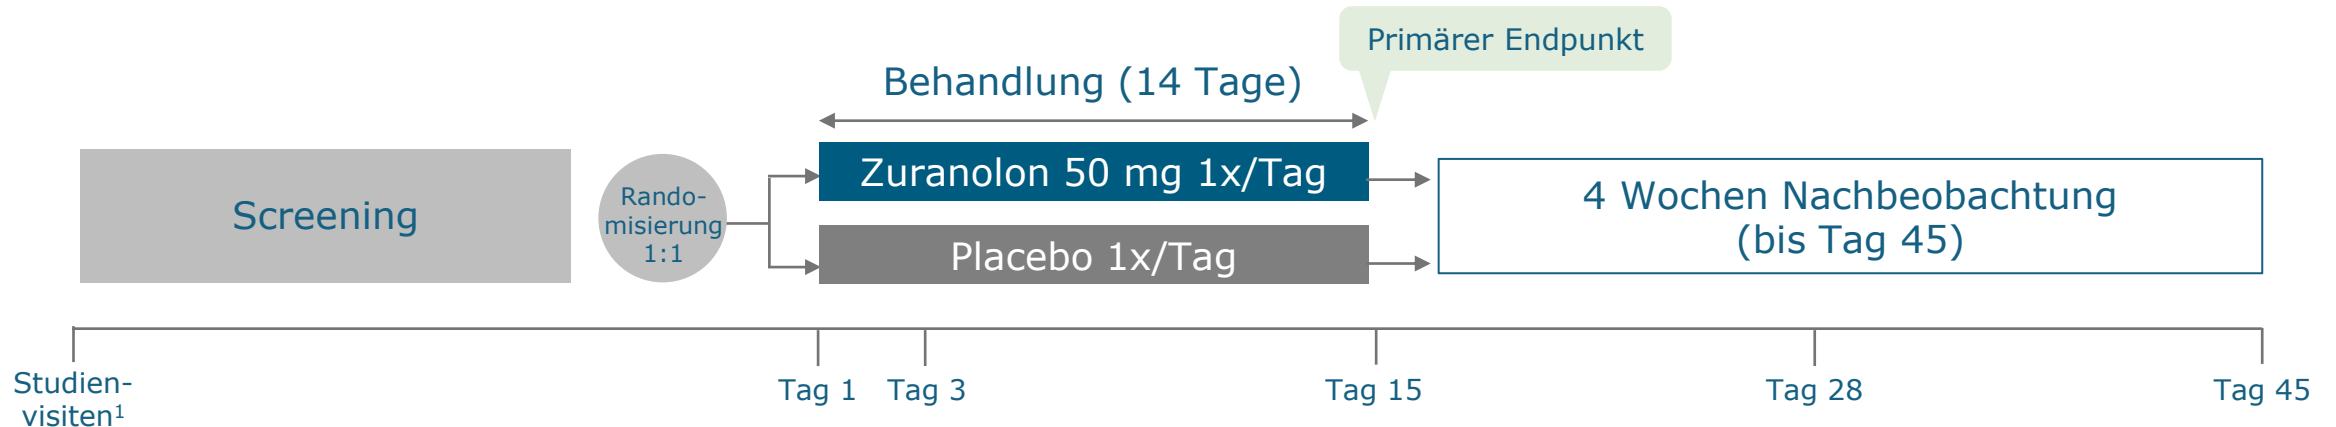 Primärer Endpunkt
Behandlung (14 Tage)
Screening
Rando-
misierung
1:1
Zuranolon 50 mg 1x/Tag
Placebo 1x/Tag
4 Wochen Nachbeobachtung
(bis Tag 45)
Studien-
visiten¹
Tag 1
Tag 3
Tag 15
Tag 28
Tag 45